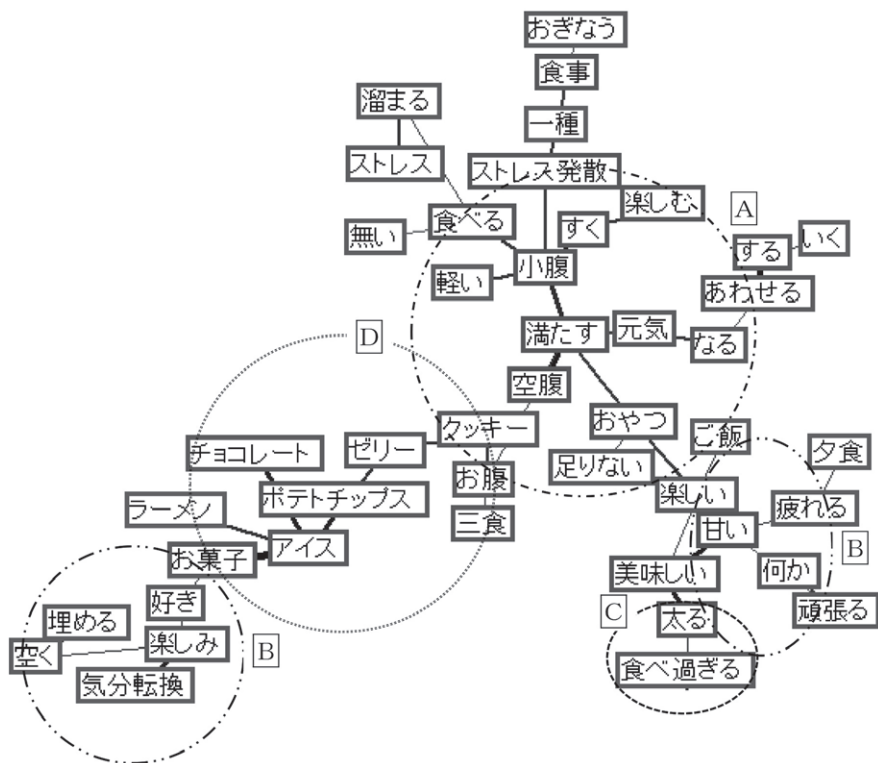 おぎなう
食事
溜まる
一種
ストレス
ストレス発散
楽しむ
A
食べる
すく
無い
する
いく
小腹
軽い
あわせる
満たす
元気
なる
D
空腹
おやつ
クッキー
ご飯
チョコレート
ゼリー
夕食
お腹
足りない
楽しい
ポテトチップス
疲れる
ラーメン
三食
甘い
アイス
B
お菓子
美味しい
何か
好き
C
頑張る
埋める
太る
楽しみ
空く
B
食べ過ぎる
気分転換